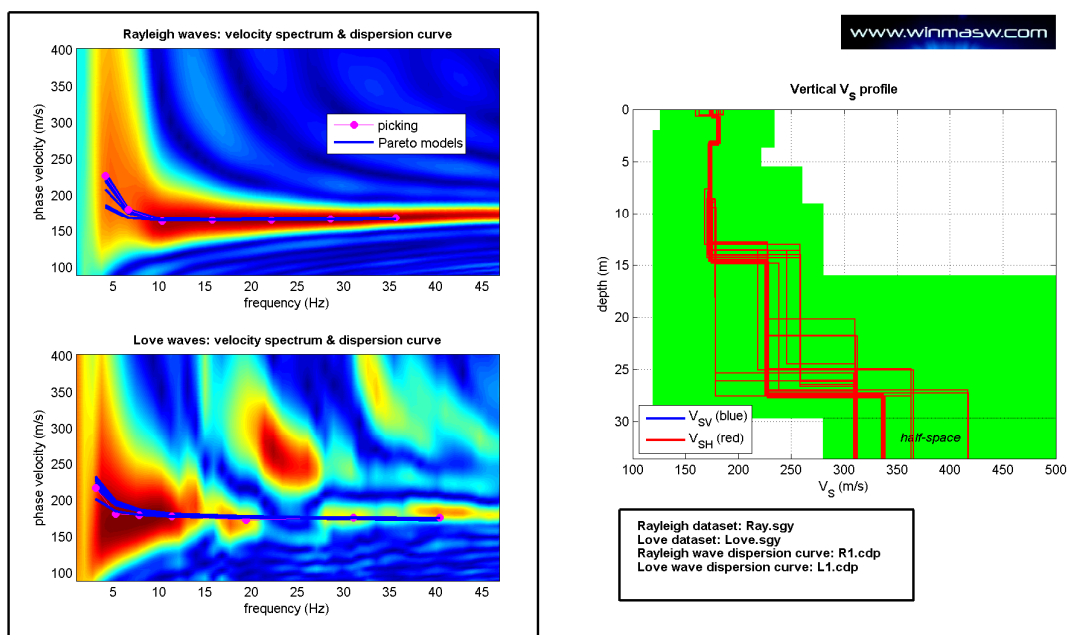 Rayleigh waves: velocity spectrum & dispersion curve
400
350
300
250
200
150
100
phase velocity (m/s)
picking
Pareto models
5 10 15 20 25 30 35 40 45
frequency (Hz)
Love waves: velocity spectrum & dispersion curve
400
350
300
250
200
150
100
phase velocity (m/s)
5 10 15 20 25 30 35 40 45
frequency (Hz)
www.winmasw.com
Vertical VS profile
0
5
10
15
20
25
30
depth (m)
VSV (blue)
VSH (red)
half-space
100 150 200 250 300 350 400 450 500
VS (m/s)
Rayleigh dataset: Ray.sgy
Love dataset: Love.sgy
Rayleigh wave dispersion curve: R1.cdp
Love wave dispersion curve: L1.cdp